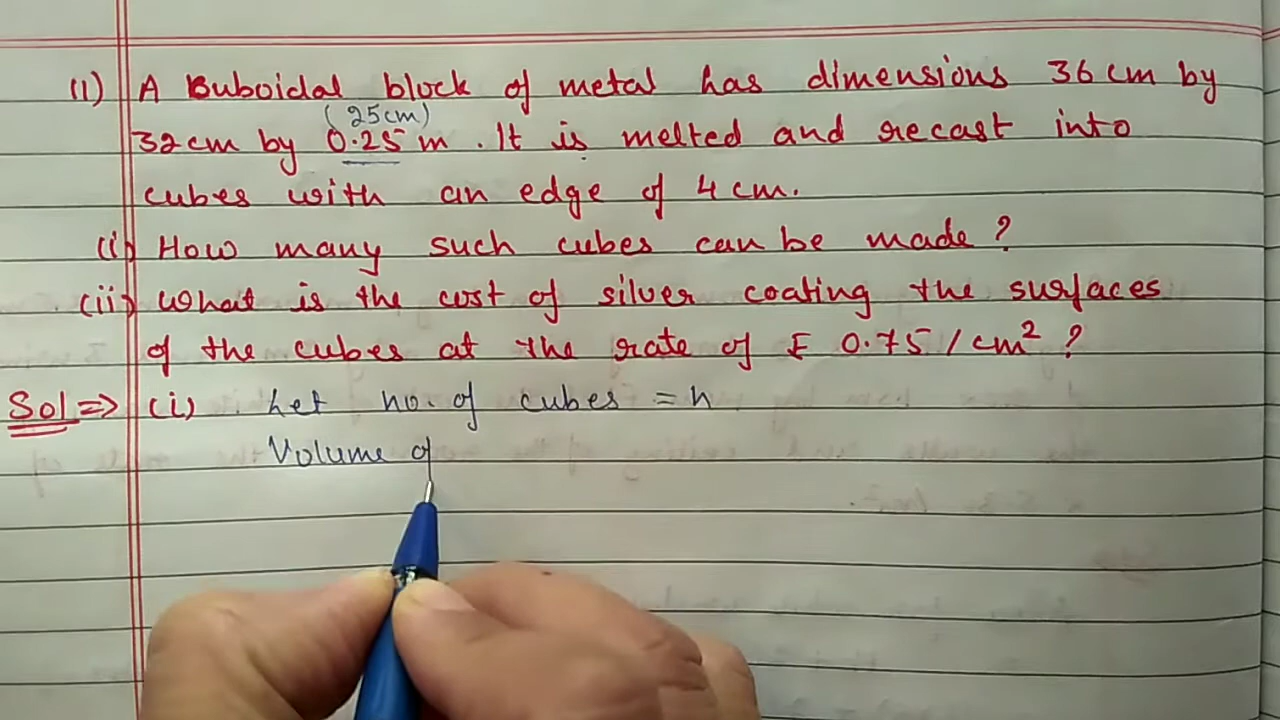 11) A Cuboidal block of metal has dimensions 36 cm by
(25cm)
32 cm by 0.25 m . It is melted and recast into
cubes with an edge of 4 cm.
(i) How many such cubes can be made ?
(ii) What is the cost of silver coating the surfaces
of the cubes at the rate of ₹ 0.75 / cm² ?
Sol ⇒ (i) . Let no. of cubes = n
Volume of